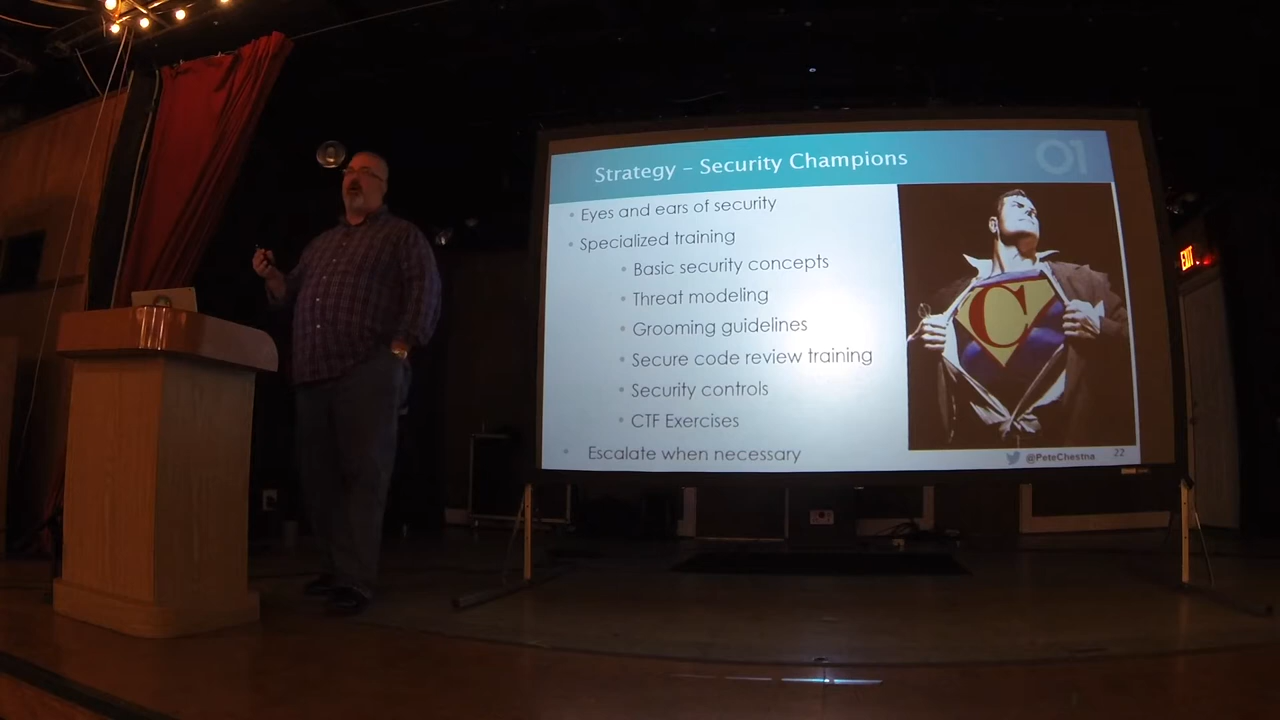 Strategy – Security Champions
01
• Eyes and ears of security
• Specialized training
• Basic security concepts
• Threat modeling
• Grooming guidelines
• Secure code review training
• Security controls
• CTF Exercises
• Escalate when necessary
C
@PeteChestna
22
EXIT